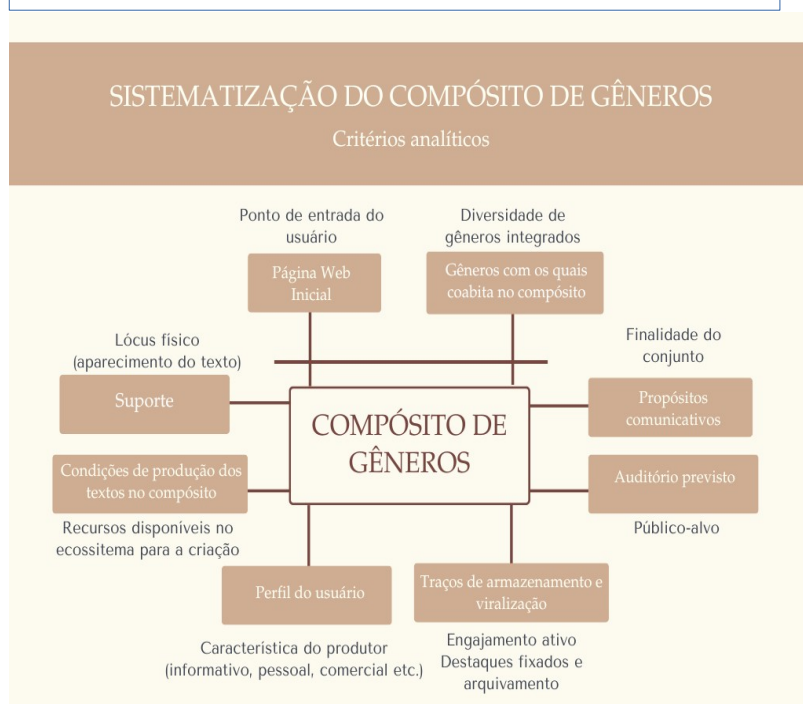 SISTEMATIZAÇÃO DO COMPÓSITO DE GÊNEROS
Critérios analíticos
Ponto de entrada do
usuário
Página Web
Inicial
Diversidade de
gêneros integrados
Gêneros com os quais
coabita no compósito
Lócus físico
(aparecimento do texto)
Suporte
Finalidade do
conjunto
Propósitos
comunicativos
COMPÓSITO DE
GÊNEROS
Condições de produção dos
textos no compósito
Recursos disponíveis no
ecossitema para a criação
Auditório previsto
Público-alvo
Perfil do usuário
Característica do produtor
(informativo, pessoal, comercial etc.)
Traços de armazenamento e
viralização
Engajamento ativo
Destaques fixados e
arquivamento